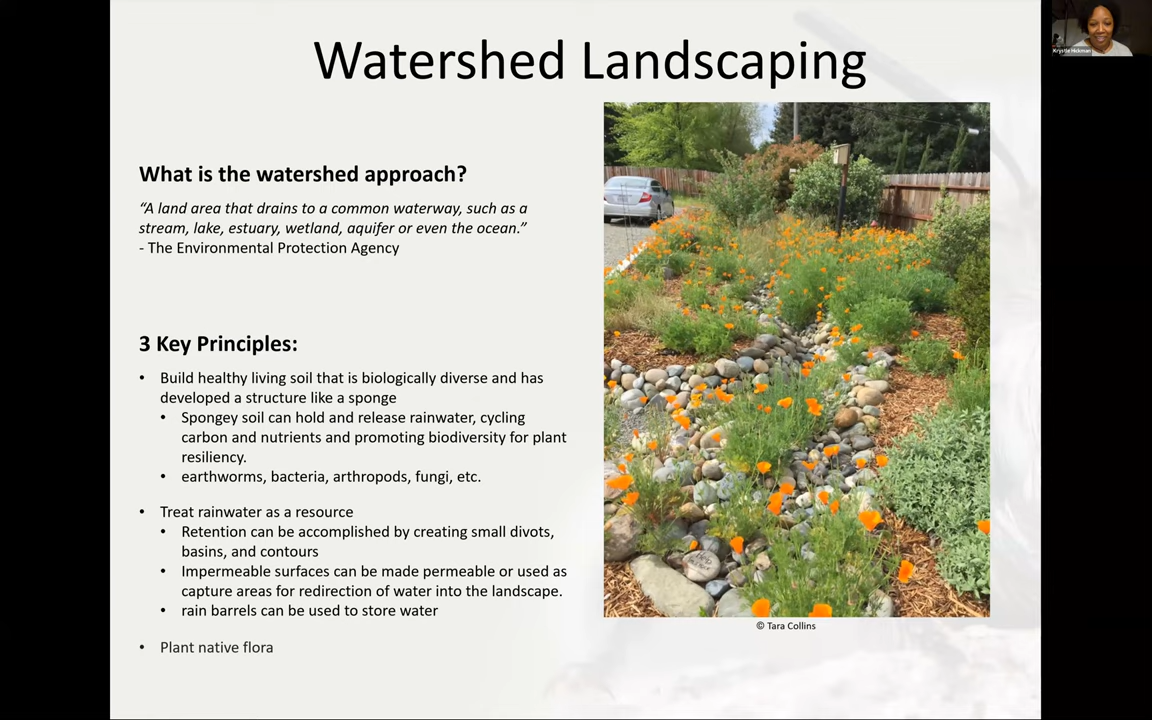 Watershed Landscaping
Krystle Hickman
What is the watershed approach?
“A land area that drains to a common waterway, such as a
stream, lake, estuary, wetland, aquifer or even the ocean.”
- The Environmental Protection Agency
3 Key Principles:
• Build healthy living soil that is biologically diverse and has
developed a structure like a sponge
• Spongey soil can hold and release rainwater, cycling
carbon and nutrients and promoting biodiversity for plant
resiliency.
• earthworms, bacteria, arthropods, fungi, etc.
• Treat rainwater as a resource
• Retention can be accomplished by creating small divots,
basins, and contours
• Impermeable surfaces can be made permeable or used as
capture areas for redirection of water into the landscape.
• rain barrels can be used to store water
• Plant native flora
© Tara Collins